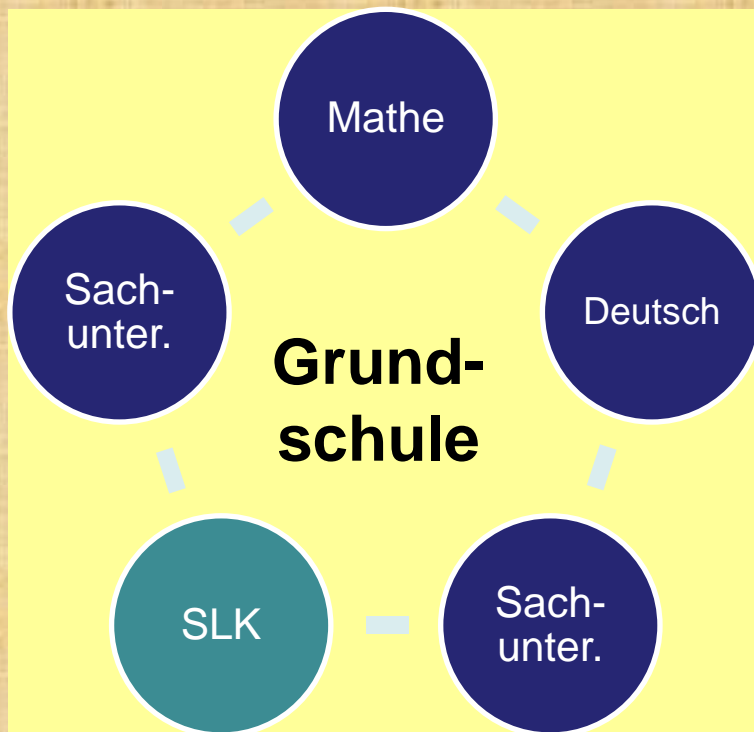 Mathe
Sach-
unter.
Deutsch
Grund-
schule
SLK
Sach-
unter.